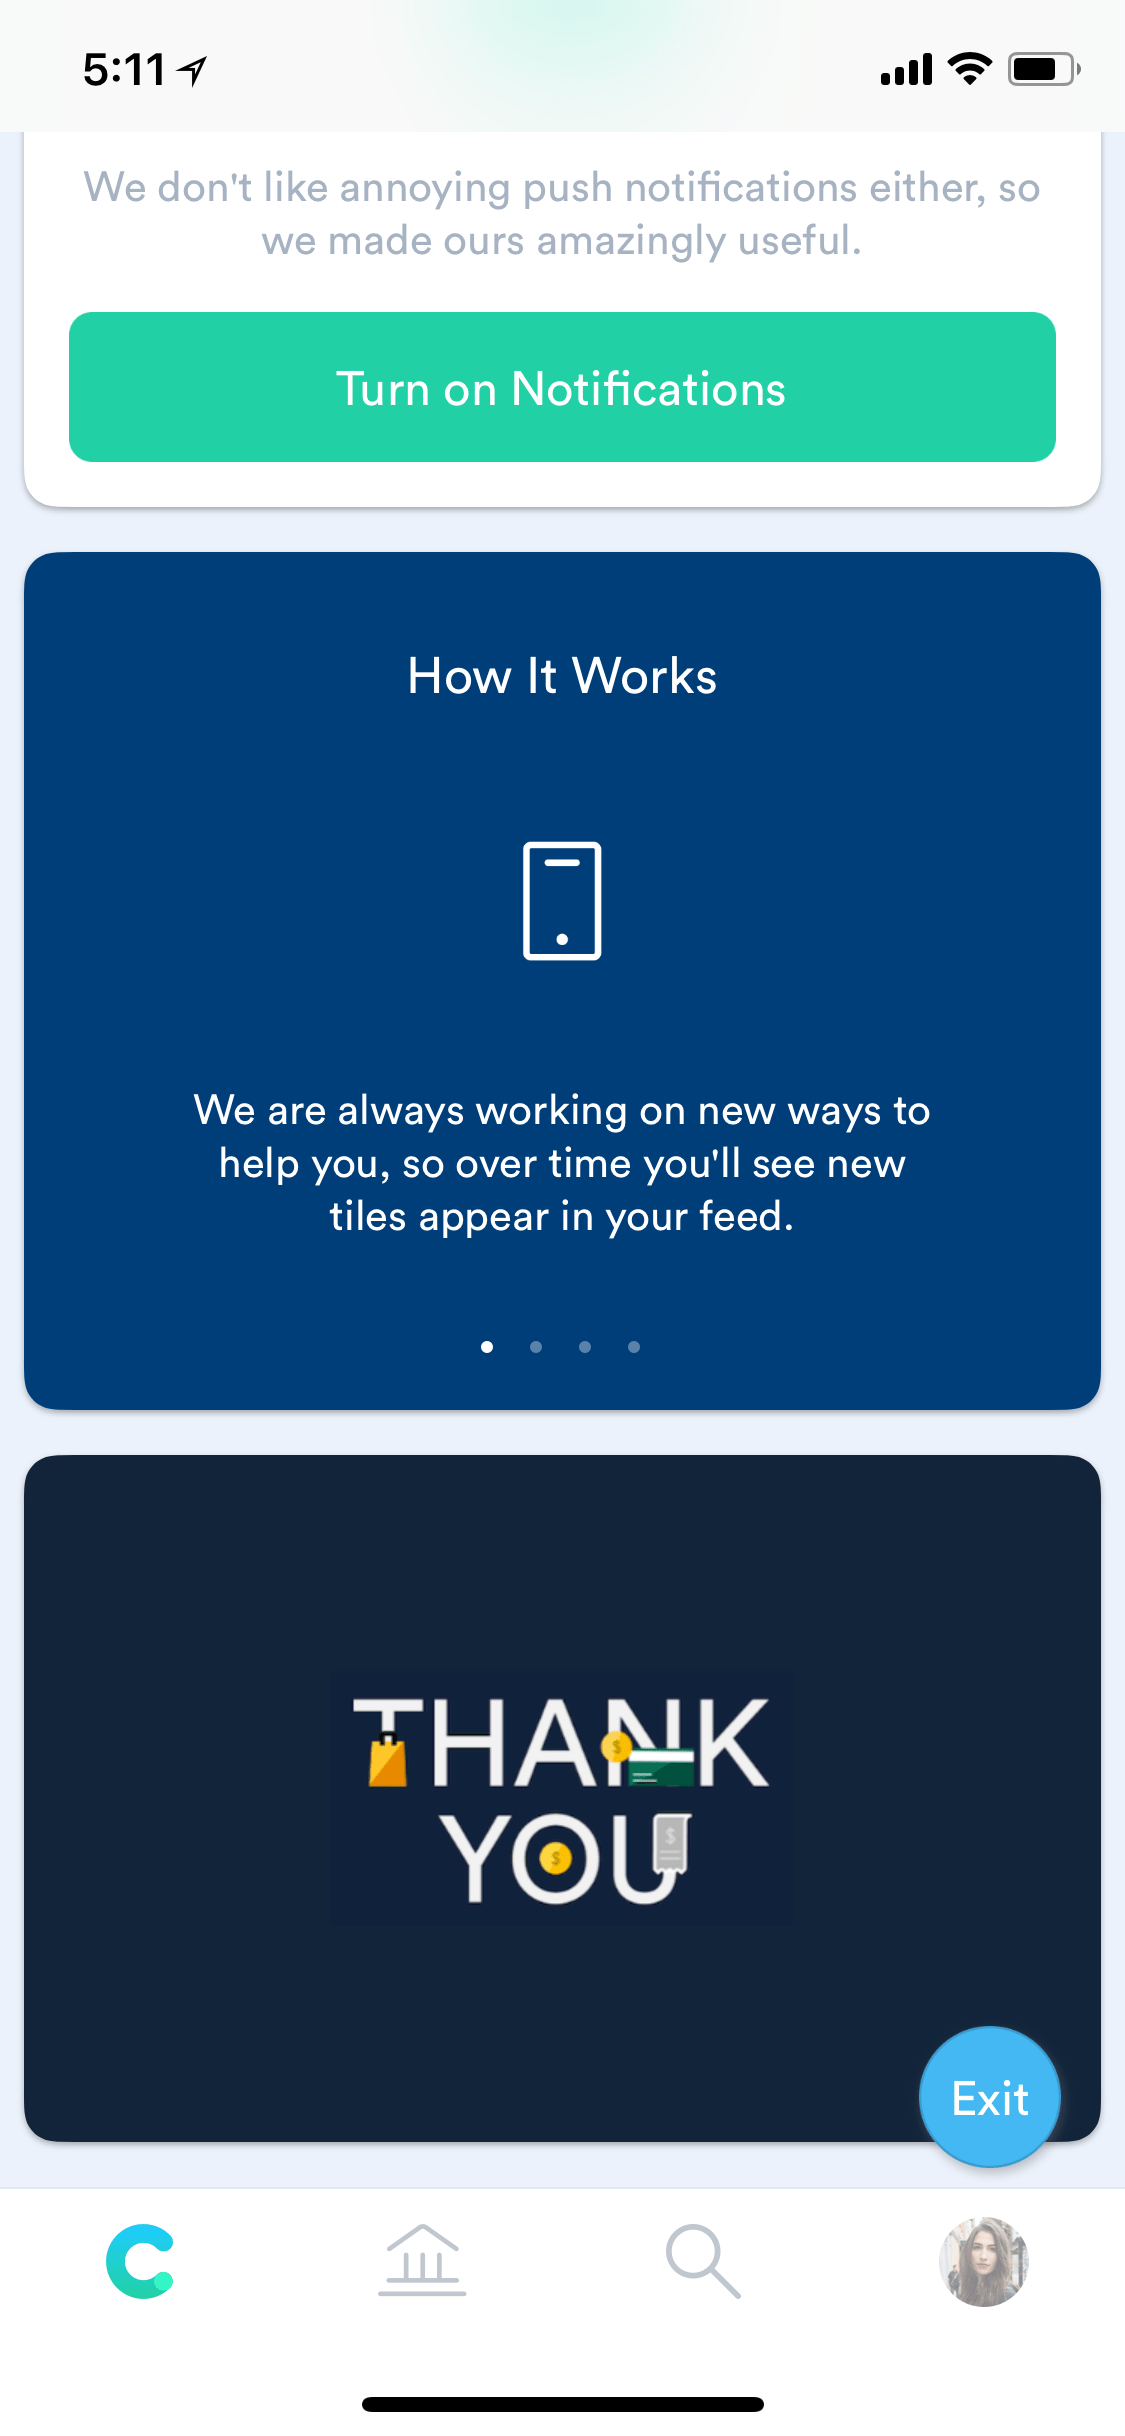 5:11
We don't like annoying push notifications either, so
we made ours amazingly useful.
Turn on Notifications
How It Works
We are always working on new ways to
help you, so over time you'll see new
tiles appear in your feed.
THANK
YOU
Exit